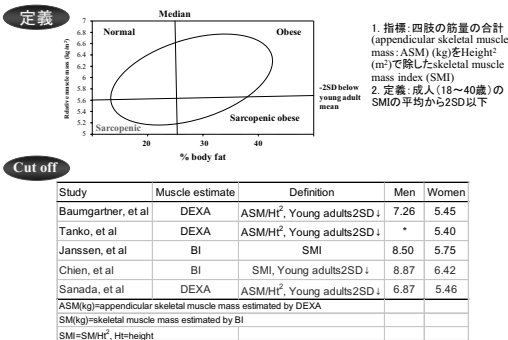 定義
Median
Normal
Obese
Relative muscle mass (kg/m²)
7
6.8
6.6
6.4
6.2
6
5.8
5.6
5.4
5.2
5
-2SD below
young adult
mean
Sarcopenic
Sarcopenic obese
20 30 40
% body fat
1. 指標:四肢の筋量の合計
(appendicular skeletal muscle
mass:ASM) (kg)をHeight²
(m²)で除したskeletal muscle
mass index (SMI)
2. 定義:成人(18~40歳)の
SMIの平均から2SD以下
Cut off
Study Muscle estimate Definition Men Women
Baumgartner, et al DEXA ASM/Ht², Young adults2SD↓ 7.26 5.45
Tanko, et al DEXA ASM/Ht², Young adults2SD↓ * 5.40
Janssen, et al BI SMI 8.50 5.75
Chien, et al BI SMI, Young adults2SD↓ 8.87 6.42
Sanada, et al DEXA ASM/Ht², Young adults2SD↓ 6.87 5.46
ASM(kg)=appendicular skeletal muscle mass estimated by DEXA
SM(kg)=skeletal muscle mass estimated by BI
SMI=SM/Ht², Ht=height